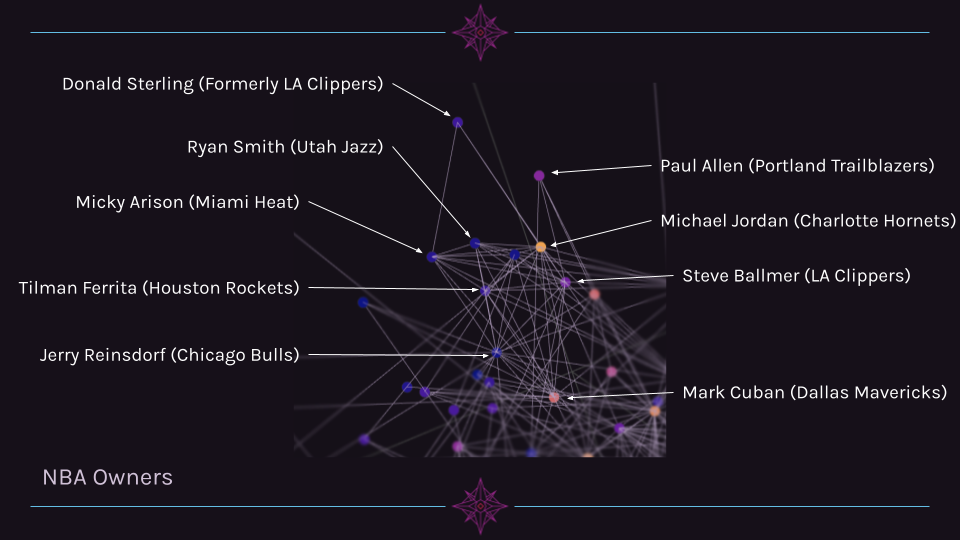 Donald Sterling (Formerly LA Clippers)
Ryan Smith (Utah Jazz)
Paul Allen (Portland Trailblazers)
Micky Arison (Miami Heat)
Michael Jordan (Charlotte Hornets)
Steve Ballmer (LA Clippers)
Tilman Ferrita (Houston Rockets)
Jerry Reinsdorf (Chicago Bulls)
Mark Cuban (Dallas Mavericks)
NBA Owners